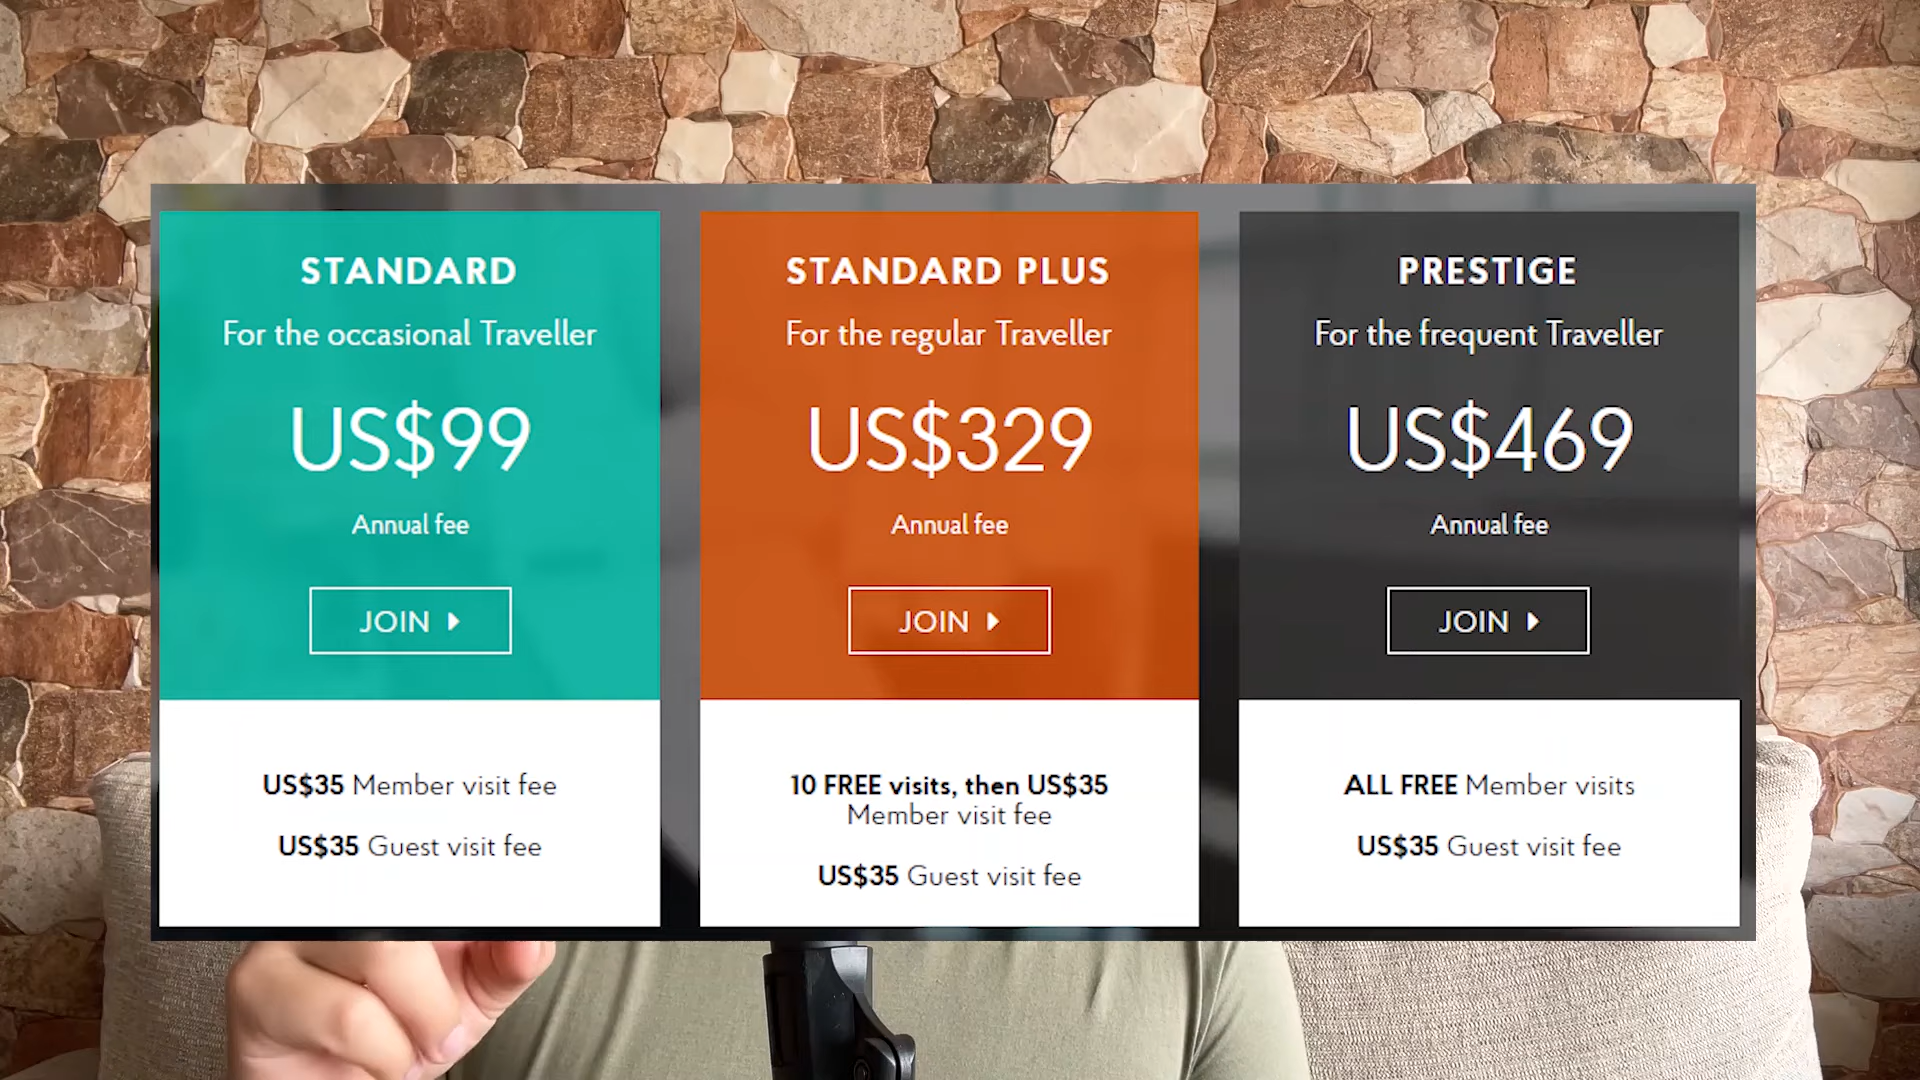 STANDARD
For the occasional Traveller
US$99
Annual fee
JOIN
US$35 Member visit fee
US$35 Guest visit fee
STANDARD PLUS
For the regular Traveller
US$329
Annual fee
JOIN
10 FREE visits, then US$35
Member visit fee
US$35 Guest visit fee
PRESTIGE
For the frequent Traveller
US$469
Annual fee
JOIN
ALL FREE Member visits
US$35 Guest visit fee